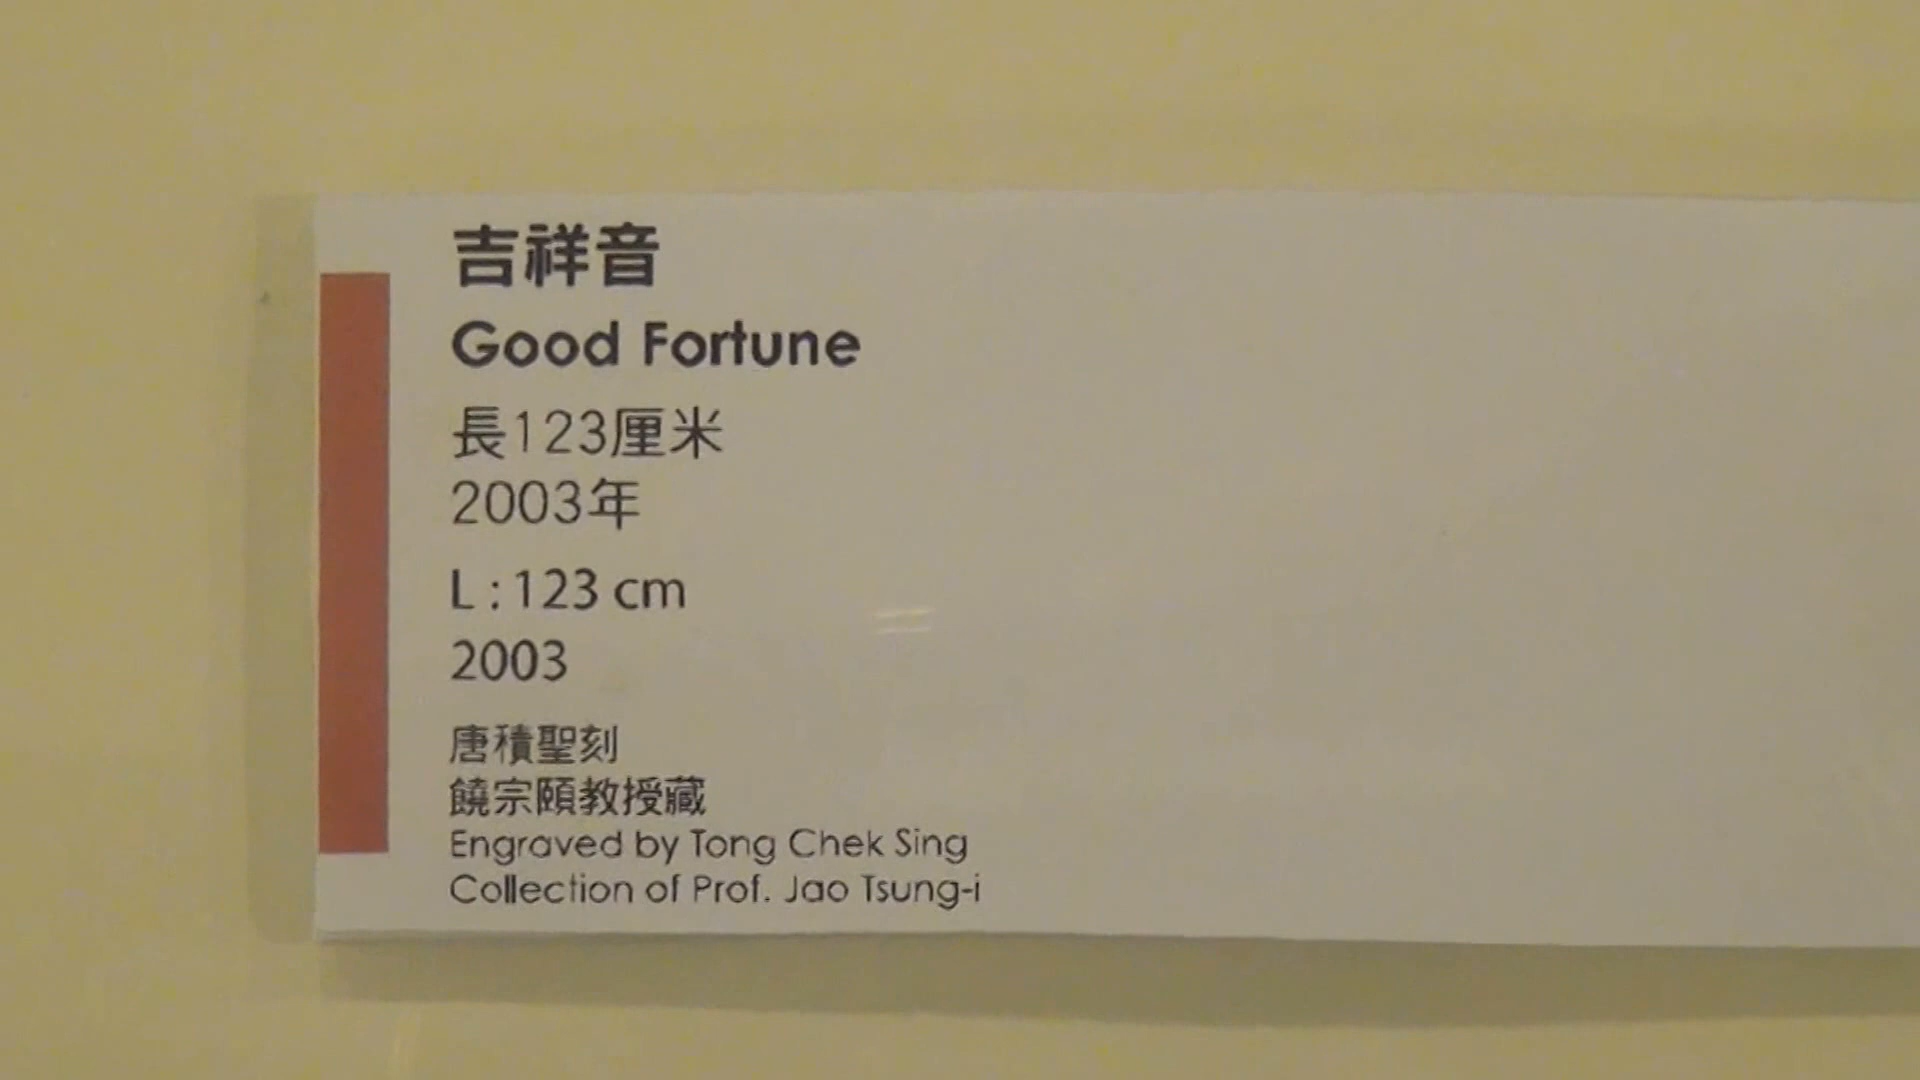 吉祥音
Good Fortune
長123厘米
2003年
L : 123 cm
2003
唐積聖刻
饒宗頤教授藏
Engraved by Tong Chek Sing
Collection of Prof. Jao Tsung-i